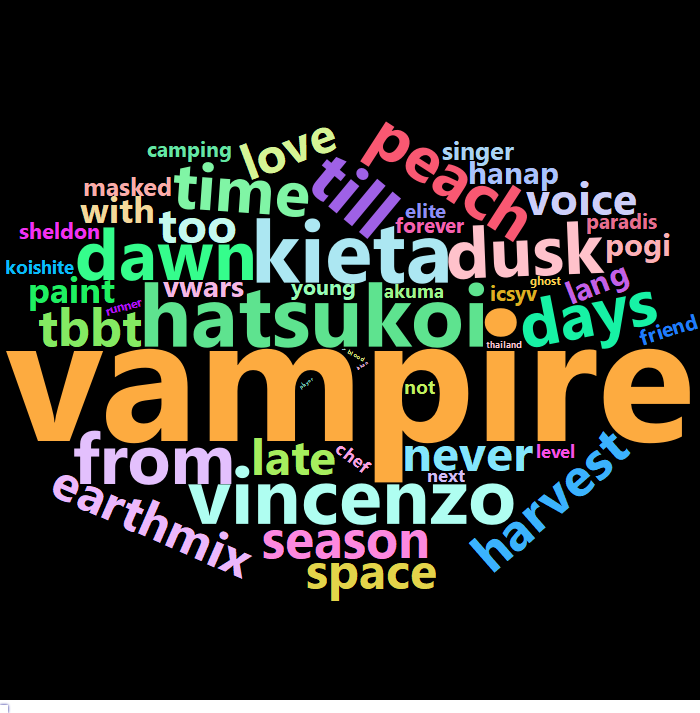 camping
love
peach
singer
masked
time
till
hanap
with
too
elite
voice
sheldon
dawn
kieta
forever
dusk
paradis
pogi
koishite
paint
vwars
young
akuma
icsyv
ghost
lang
tbbt
runner
hatsukoi
days
friend
thailand
vampire
blood
not
from
late
chef
never
next
level
harvest
earthmix
vincenzo
season
space